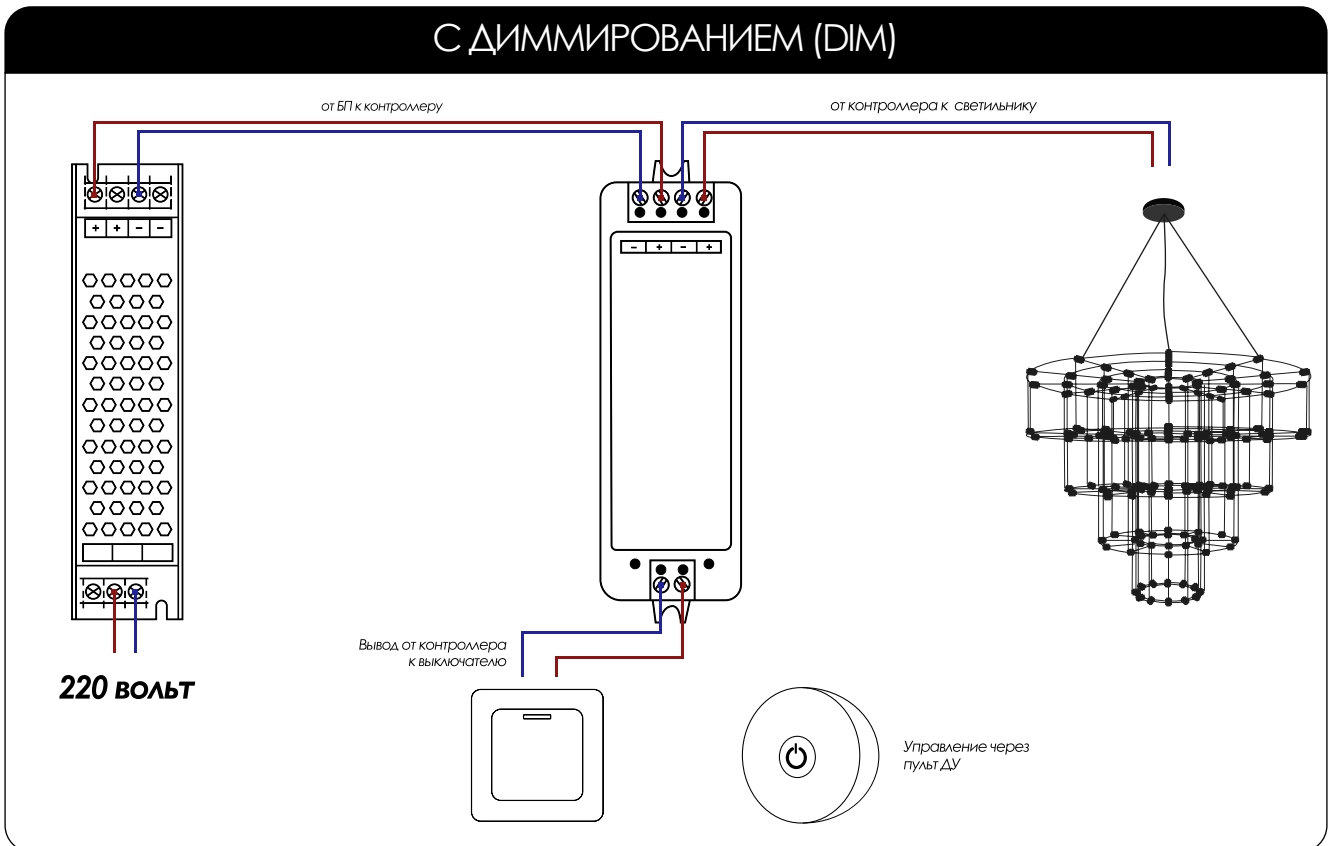 С ДИММИРОВАНИЕМ (DIM)
от БП к контроллеру
от контроллера к светильнику
+ + − −
− + − +
Вывод от контроллера
к выключателю
220 вольт
Управление через
пульт ДУ